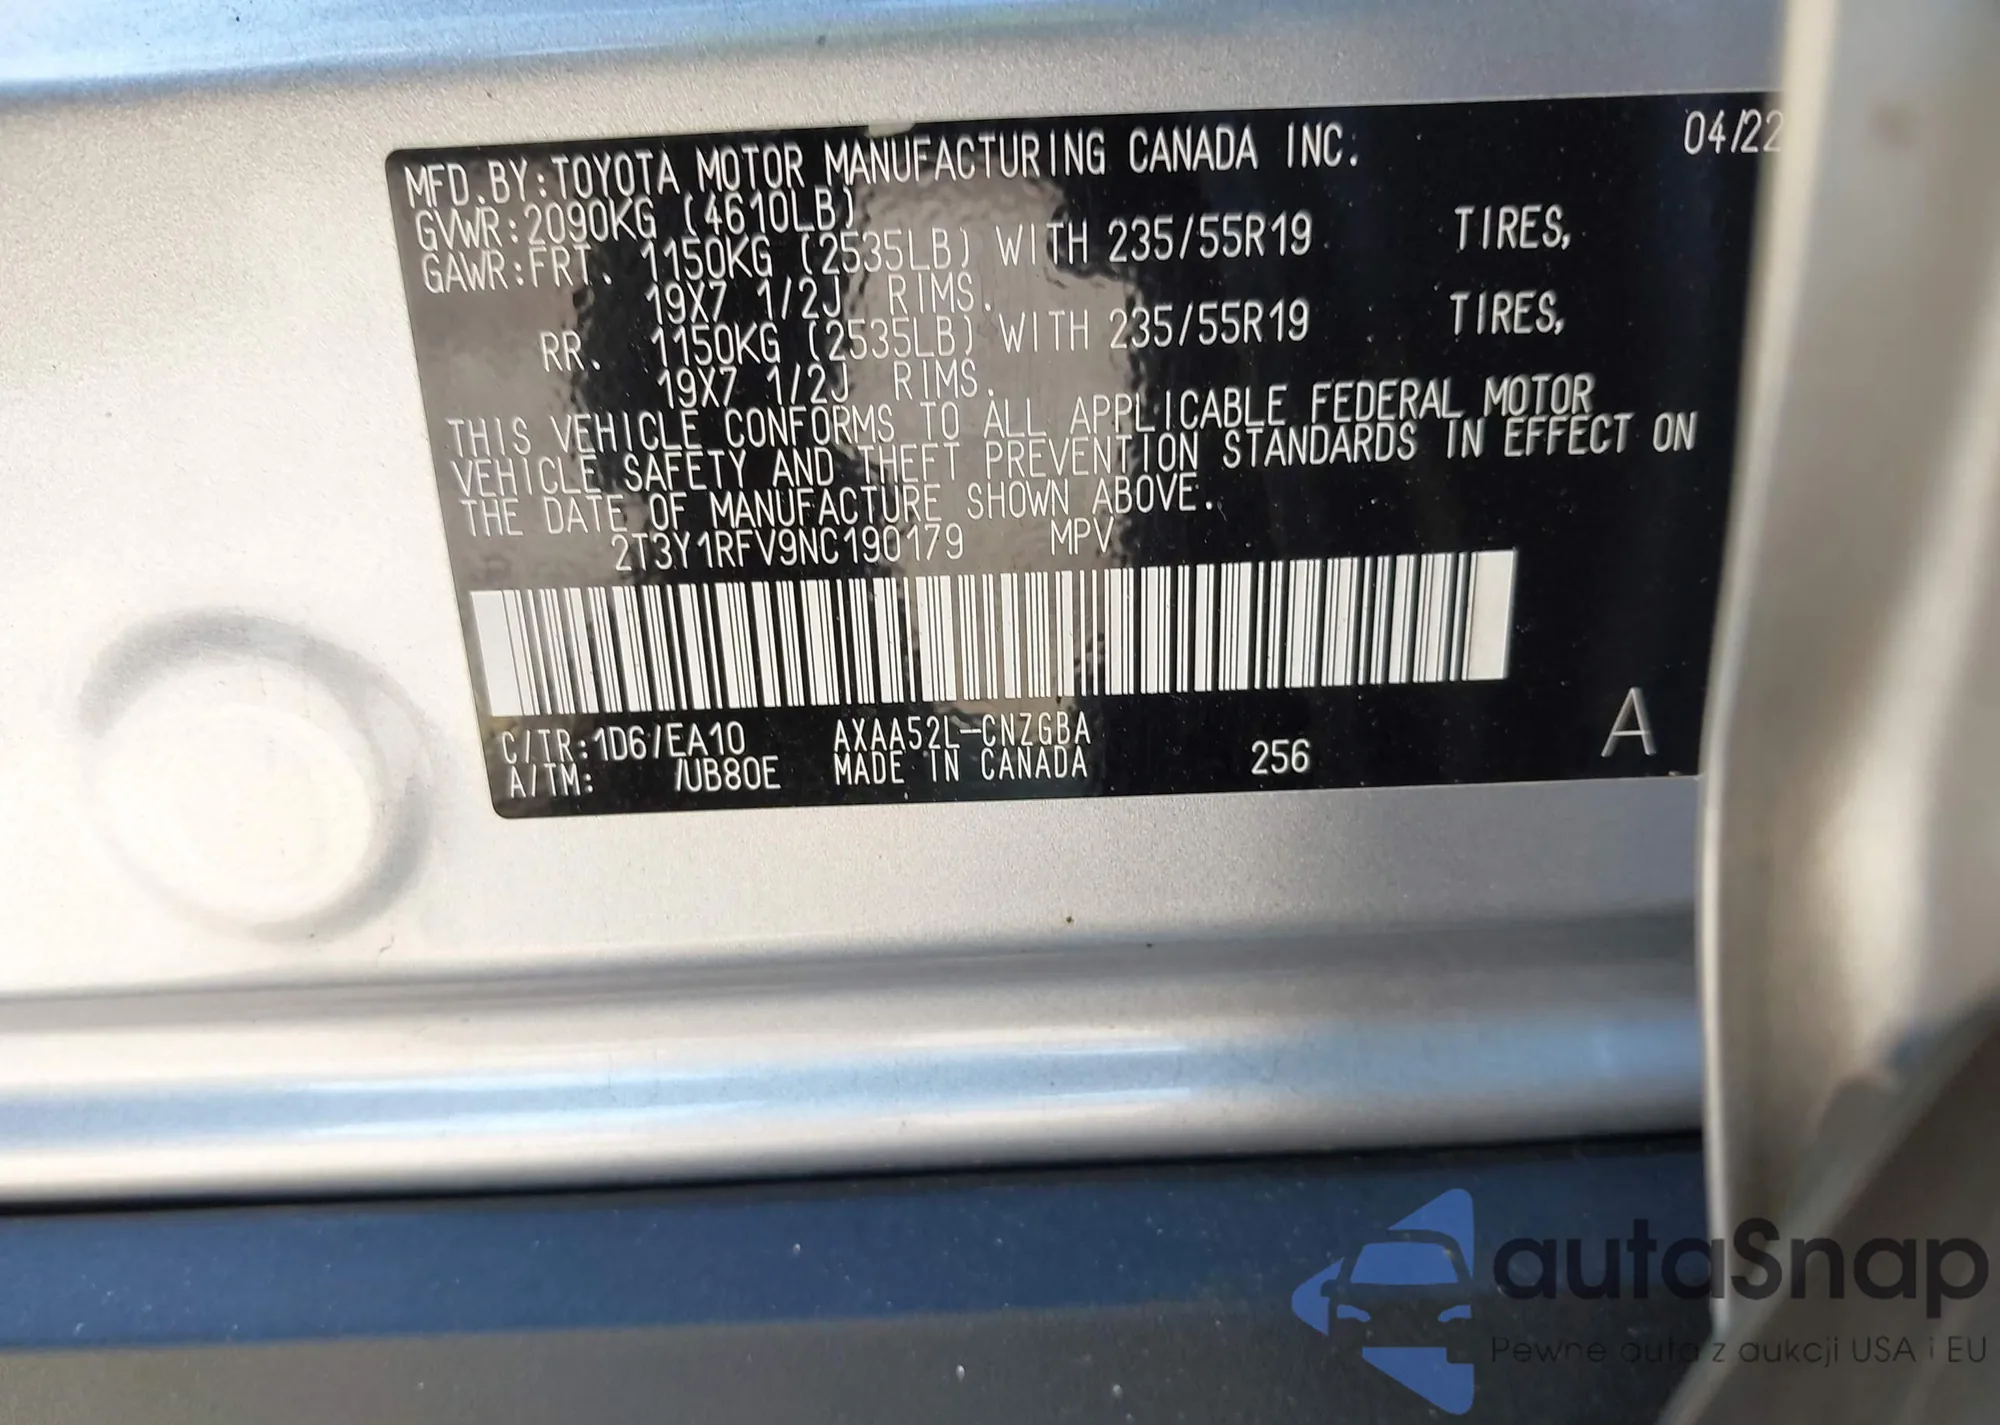 MFD.BY:TOYOTA MOTOR MANUFACTURING CANADA INC. 04/22
GVWR:2090KG (4610LB)
GAWR:FRT. 1150KG (2535LB) WITH 235/55R19 TIRES,
19X7 1/2J RIMS.
RR. 1150KG (2535LB) WITH 235/55R19 TIRES,
19X7 1/2J RIMS.
THIS VEHICLE CONFORMS TO ALL APPLICABLE FEDERAL MOTOR
VEHICLE SAFETY AND THEFT PREVENTION STANDARDS IN EFFECT ON
THE DATE OF MANUFACTURE SHOWN ABOVE.
2T3Y1RFV9NC190179 MPV
C/TR:1D6/EA10 AXAA52L-CNZGBA
A/TM: /UB80E MADE IN CANADA 256 A
autaSnap
Pewne auta z aukcji USA i EU